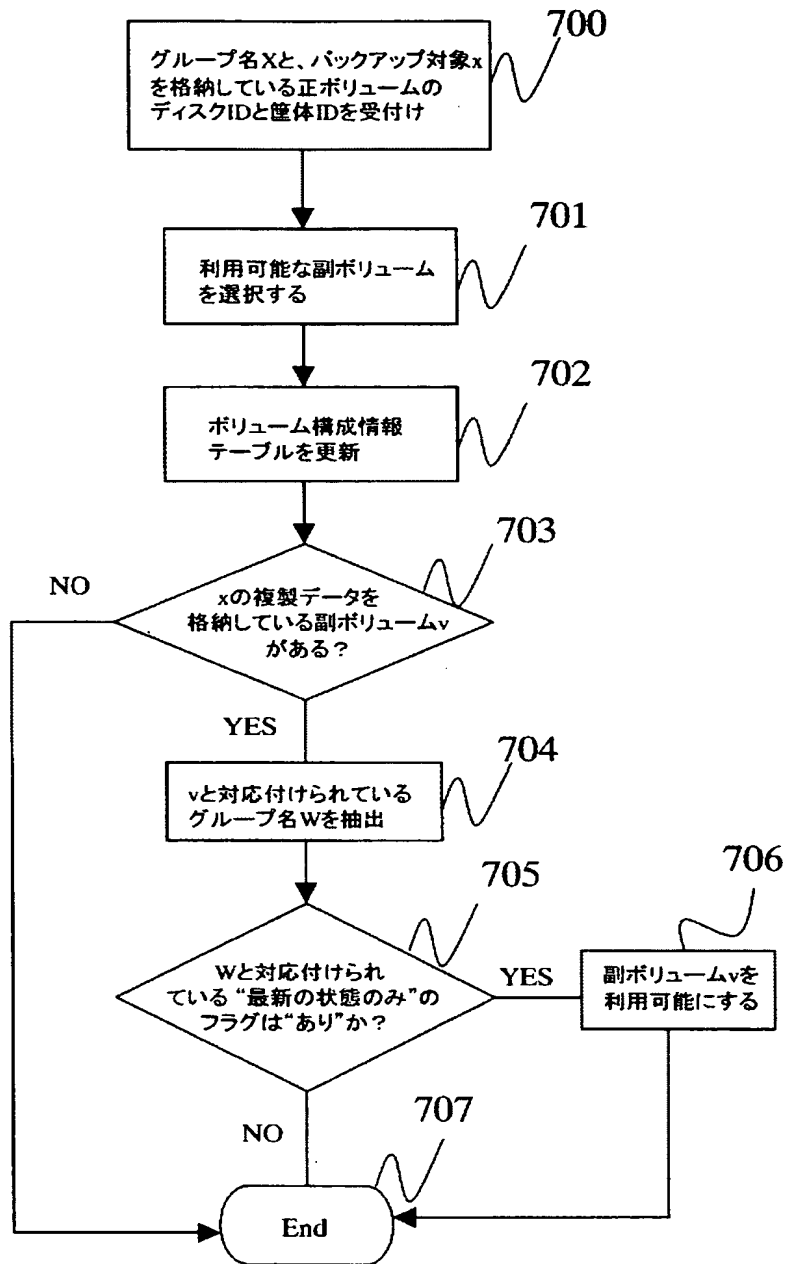 700
グループ名Xと、バックアップ対象x
を格納している正ボリュームの
ディスクIDと筐体IDを受付け
701
利用可能な副ボリューム
を選択する
702
ボリューム構成情報
テーブルを更新
703
NO
xの複製データを
格納している副ボリュームv
がある?
YES
704
vと対応付けられている
グループ名Wを抽出
705
706
Wと対応付けられ
ている“最新の状態のみ”の
フラグは“あり”か?
YES
副ボリュームvを
利用可能にする
NO
707
End